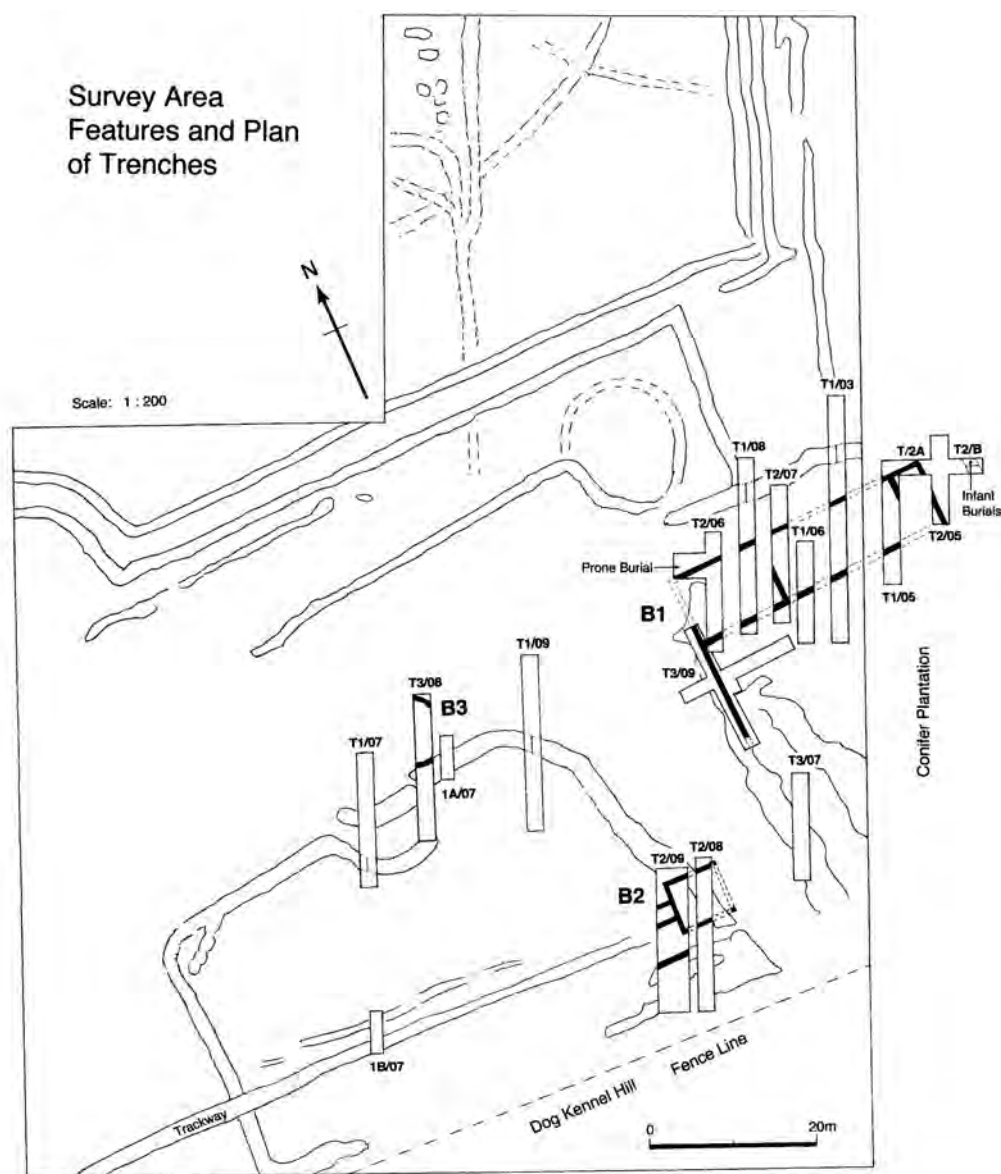 Survey Area
Features and Plan
of Trenches
N
Scale: 1 : 200
T1/03
T1/08
T/2A
T2/B
T2/07
Infant
Burials
T2/06
T1/06
T2/05
Prone Burial
T1/05
B1
T1/09
T3/09
T3/08
B3
T1/07
T3/07
1A/07
Conifer Plantation
T2/09
T2/08
B2
1B/07
Fence Line
Dog Kennel Hill
Trackway
0
20m